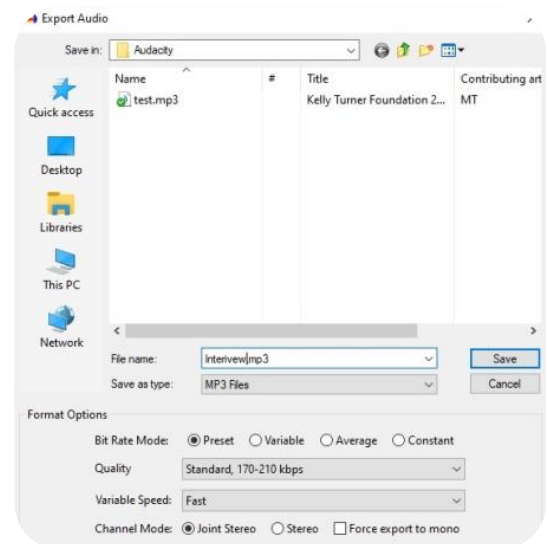 Export Audio
Save in: Audacity
Name # Title Contributing art
test.mp3 Kelly Turner Foundation 2... MT
Quick access
Desktop
Libraries
This PC
Network
File name: Interivew.mp3 Save
Save as type: MP3 Files Cancel
Format Options
Bit Rate Mode: Preset Variable Average Constant
Quality Standard, 170-210 kbps
Variable Speed: Fast
Channel Mode: Joint Stereo Stereo Force export to mono